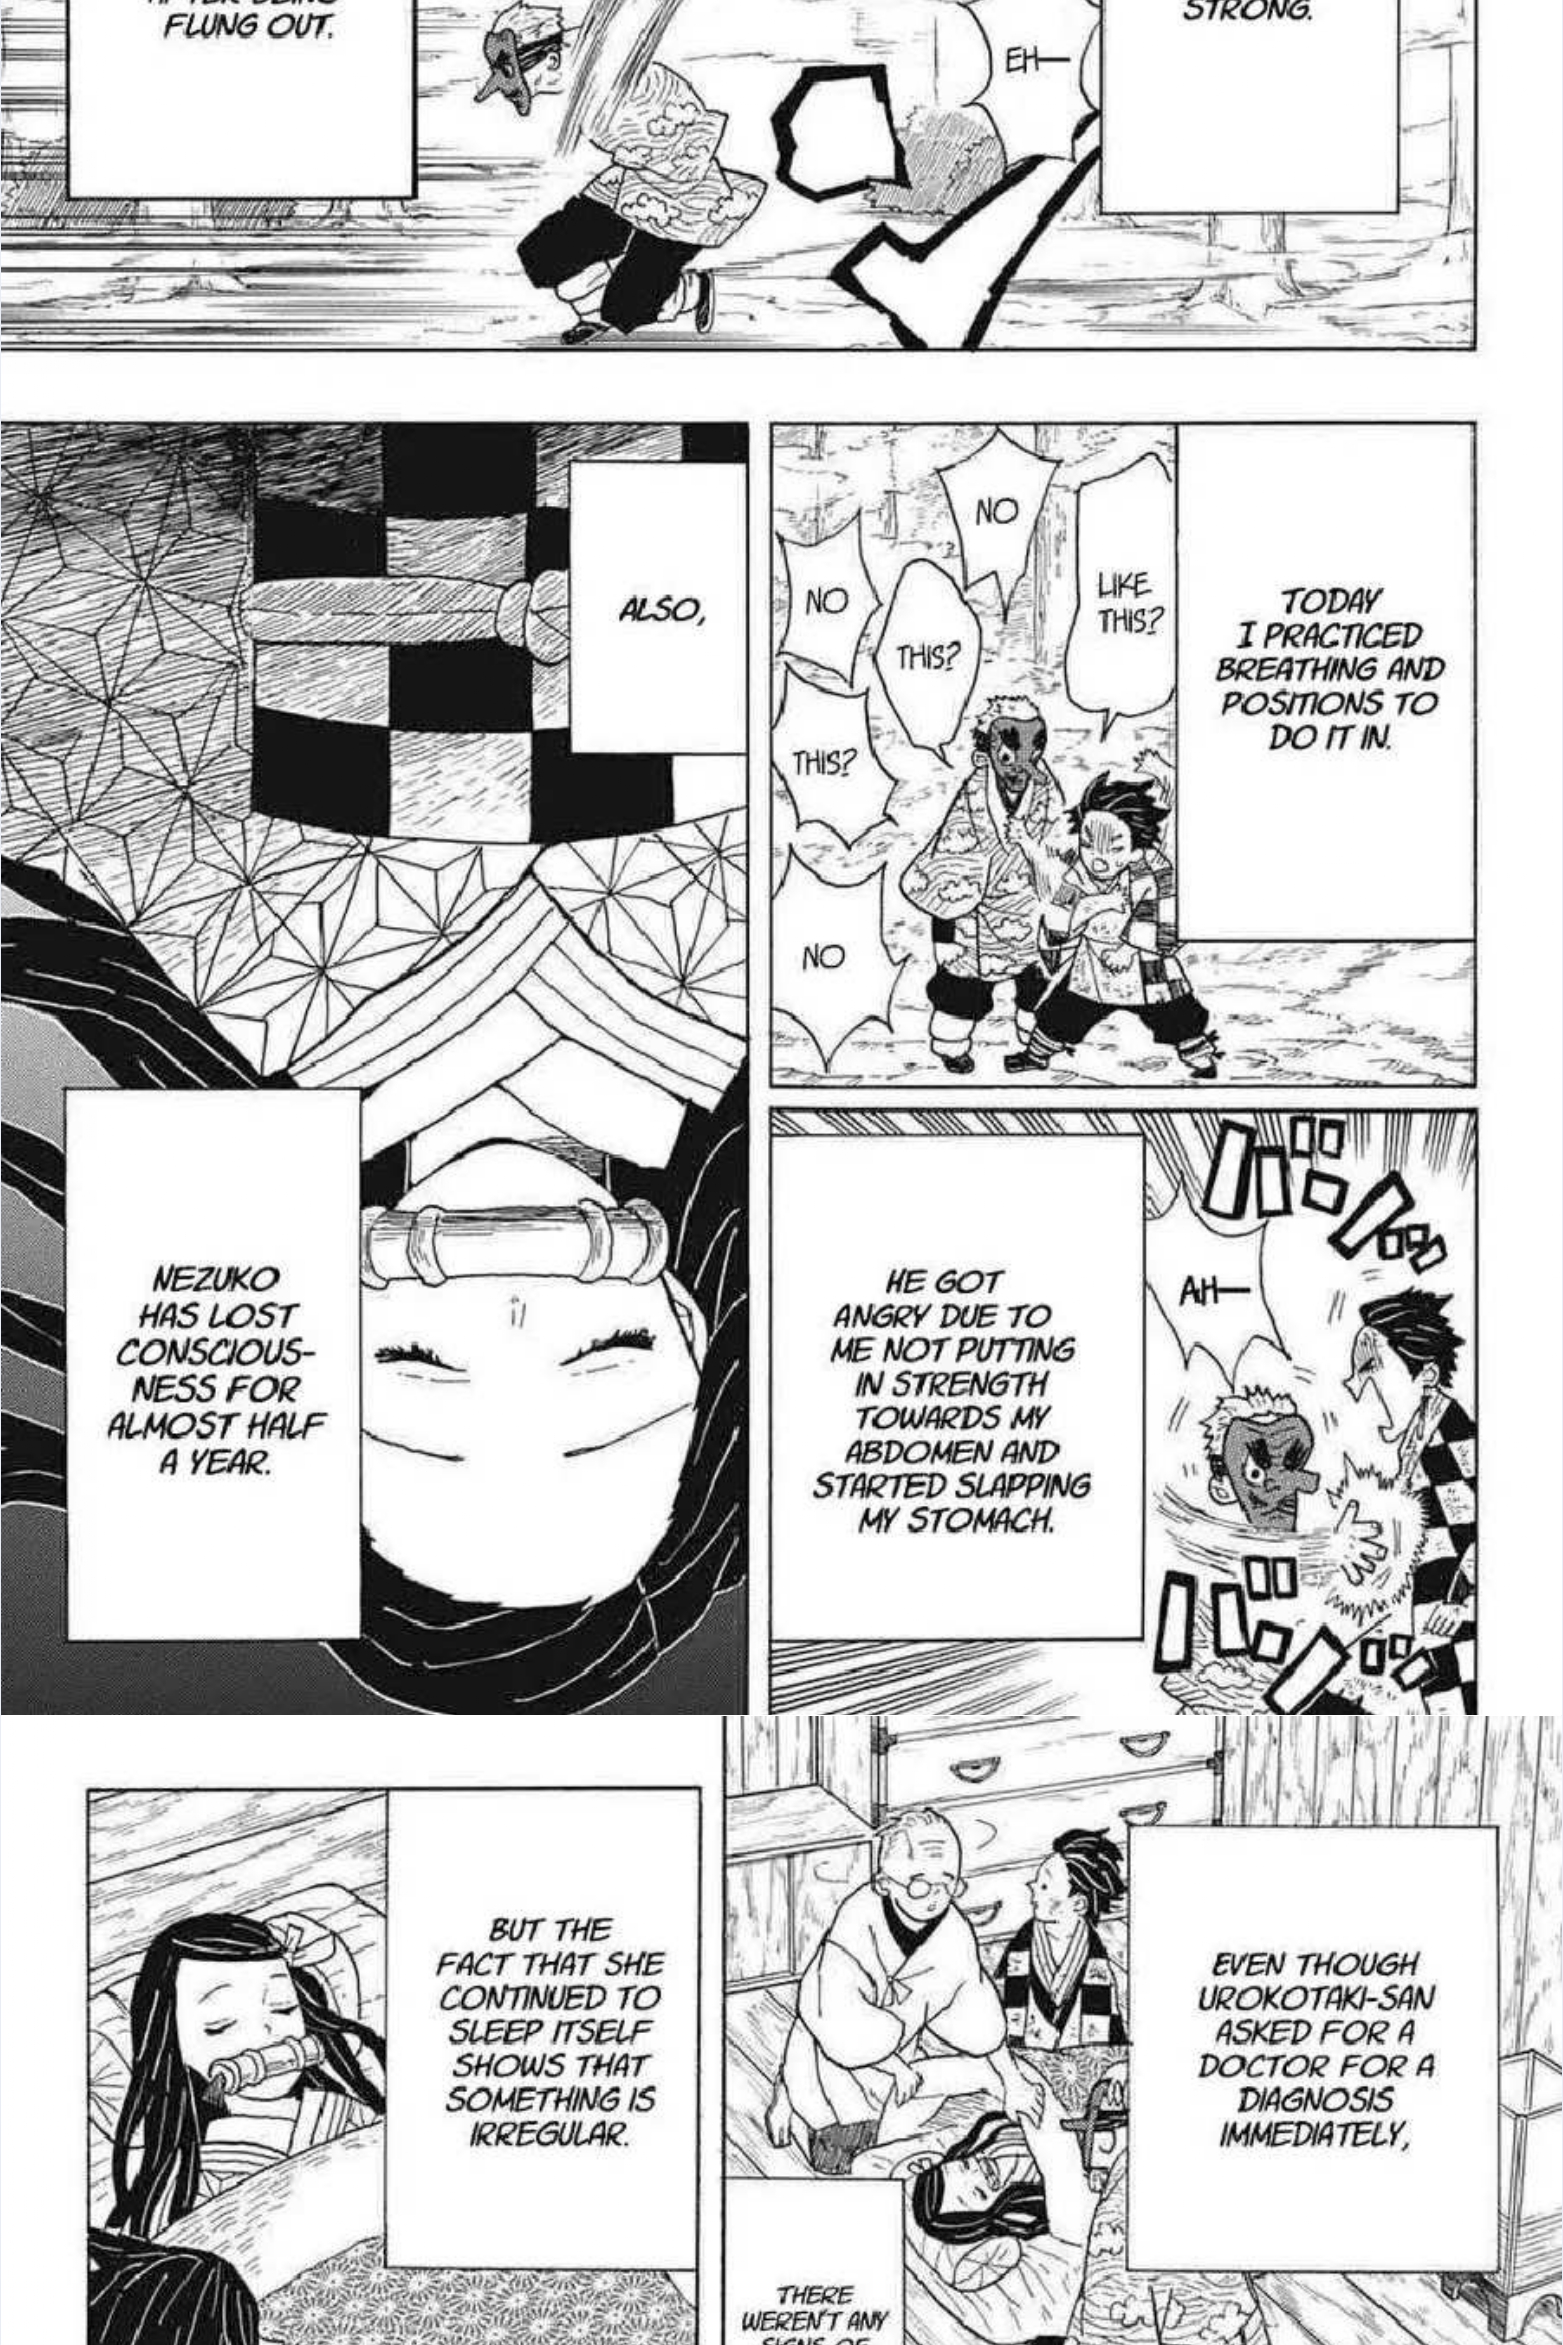 STRONG.
EH—
AFTER BEING
FLUNG OUT.
TODAY
I PRACTICED
BREATHING AND
POSITIONS TO
DO IT IN.
LIKE
THIS?
NO
THIS?
NO
THIS?
NO
AH—
HE GOT
ANGRY DUE TO
ME NOT PUTTING
IN STRENGTH
TOWARDS MY
ABDOMEN AND
STARTED SLAPPING
MY STOMACH.
ALSO,
NEZUKO
HAS LOST
CONSCIOUS-
NESS FOR
ALMOST HALF
A YEAR.
EVEN THOUGH
UROKOTAKI-SAN
ASKED FOR A
DOCTOR FOR A
DIAGNOSIS
IMMEDIATELY,
THERE
WEREN'T ANY
SIGNS OF
BUT THE
FACT THAT SHE
CONTINUED TO
SLEEP ITSELF
SHOWS THAT
SOMETHING IS
IRREGULAR.